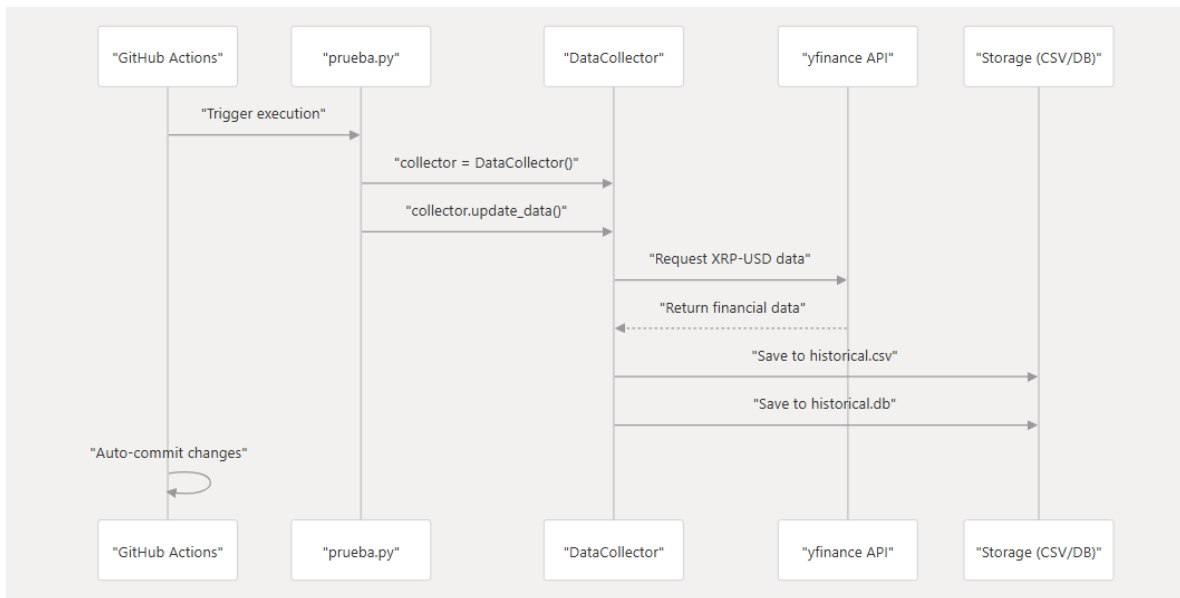 "GitHub Actions"
"prueba.py"
"DataCollector"
"yfinance API"
"Storage (CSV/DB)"
"Trigger execution"
"collector = DataCollector()"
"collector.update_data()"
"Request XRP-USD data"
"Return financial data"
"Save to historical.csv"
"Save to historical.db"
"Auto-commit changes"
"GitHub Actions"
"prueba.py"
"DataCollector"
"yfinance API"
"Storage (CSV/DB)"